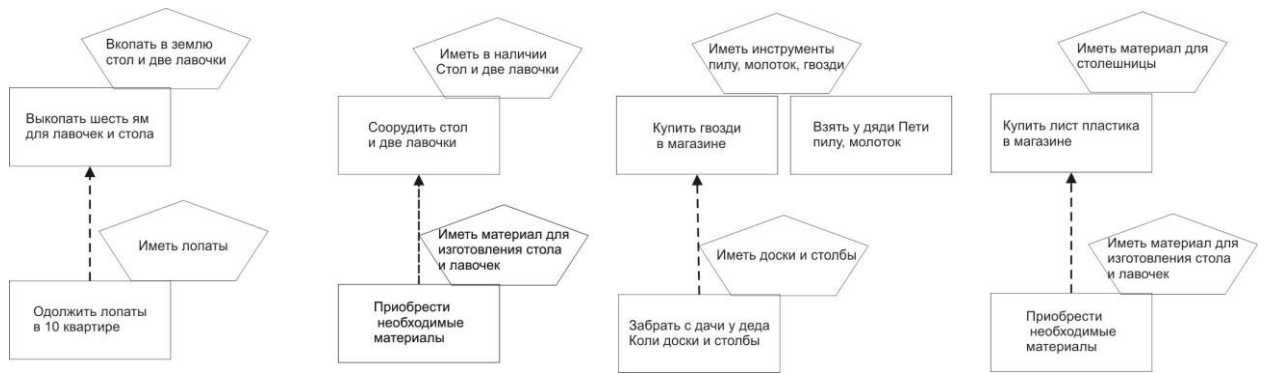 Вкопать в землю
стол и две лавочки
Выкопать шесть ям
для лавочек и стола
Иметь лопаты
Одолжить лопаты
в 10 квартире
Иметь в наличии
Стол и две лавочки
Соорудить стол
и две лавочки
Иметь материал для
изготовления стола
и лавочек
Приобрести
необходимые
материалы
Иметь инструменты
пилу, молоток, гвозди
Купить гвозди
в магазине
Взять у дяди Пети
пилу, молоток
Иметь доски и столбы
Забрать с дачи у деда
Коли доски и столбы
Иметь материал для
столешницы
Купить лист пластика
в магазине
Иметь материал для
изготовления стола
и лавочек
Приобрести
необходимые
материалы